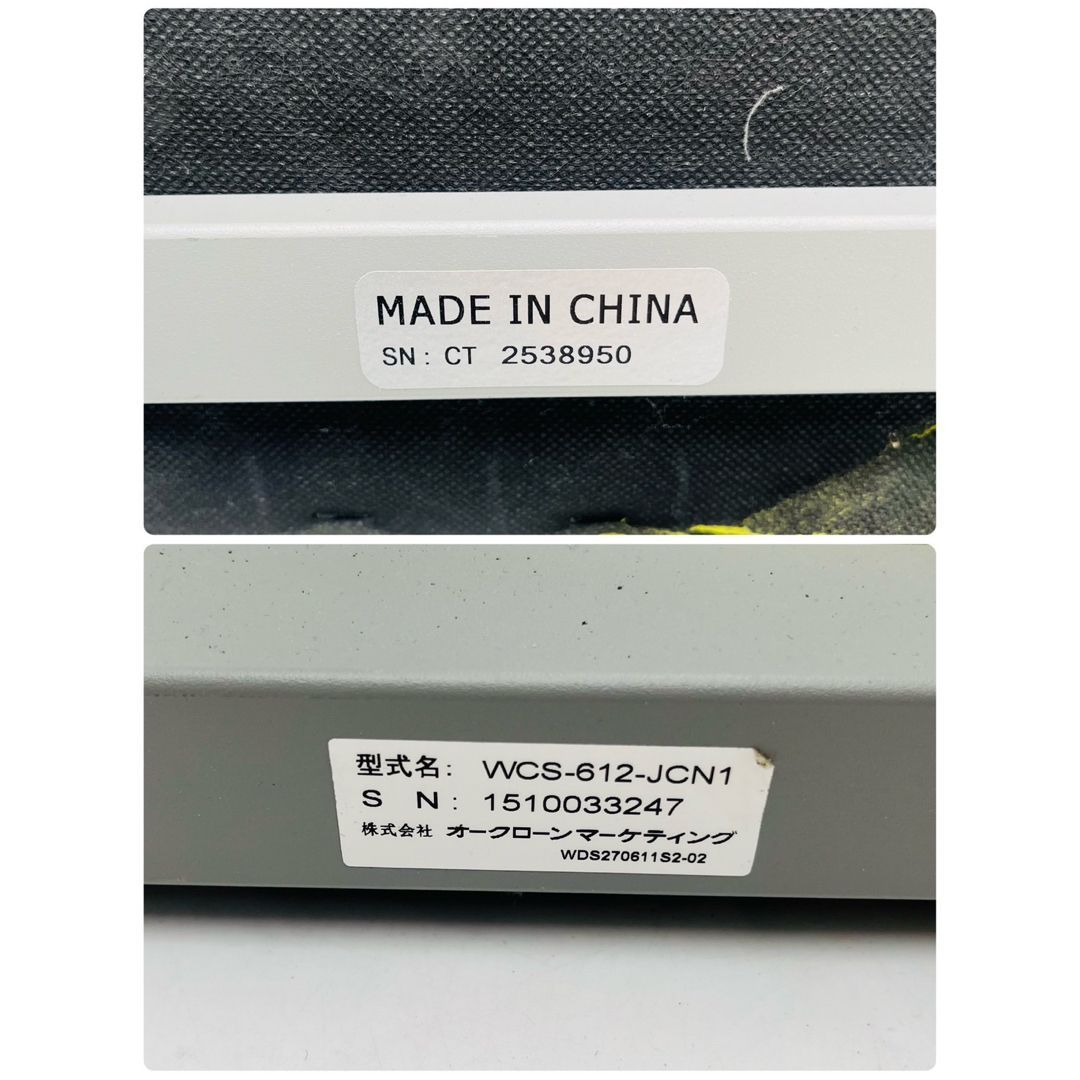 MADE IN CHINA
SN: CT 2538950
型式名: WCS-612-JCN1
S N: 1510033247
株式会社 オークローンマーケティング
WDS270611S2-02